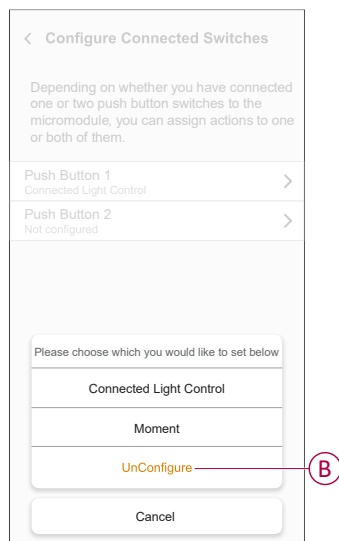 Configure Connected Switches
Depending on whether you have connected
one or two push button switches to the
micromodule, you can assign actions to one
or both of them.
Push Button 1
Connected Light Control
Push Button 2
Not configured
Please choose which you would like to set below
Connected Light Control
Moment
UnConfigure
B
Cancel